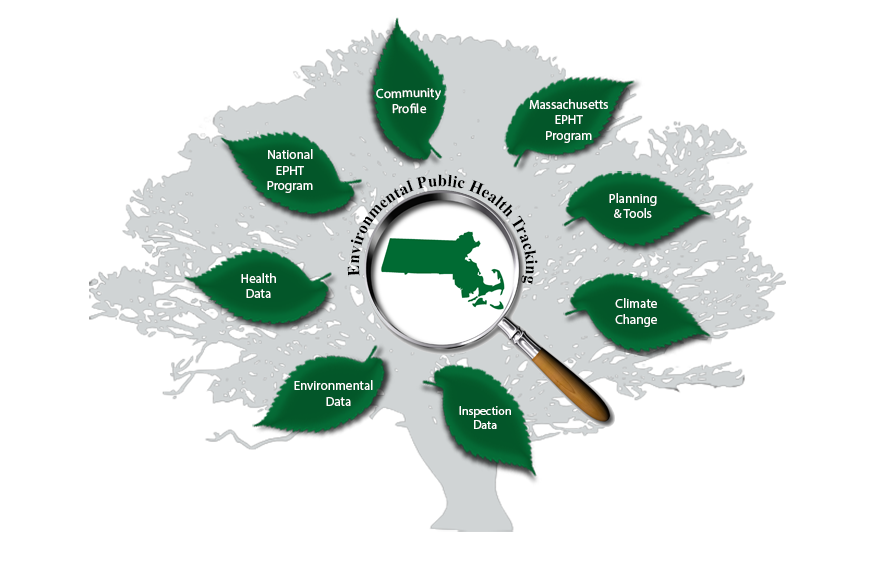 Community
Profile
Massachusetts
EPHT
Program
National
EPHT
Program
Planning
& Tools
Environmental Public Health Tracking
Health
Data
Climate
Change
Environmental
Data
Inspection
Data